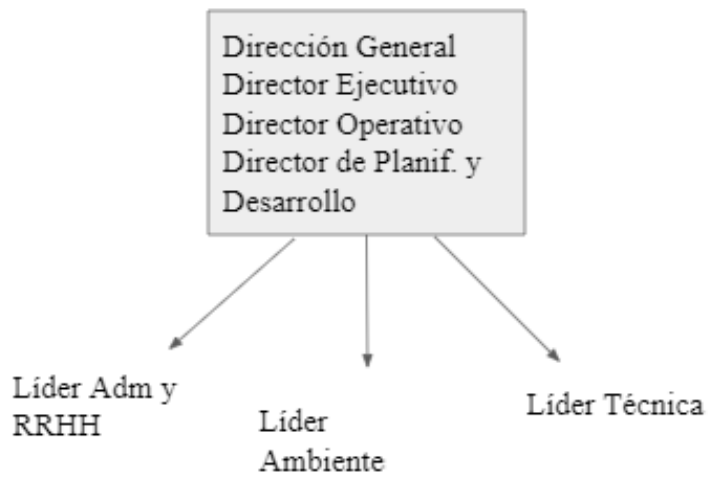 Dirección General
Director Ejecutivo
Director Operativo
Director de Planif. y
Desarrollo
Líder Adm y
RRHH
Líder
Ambiente
Líder Técnica